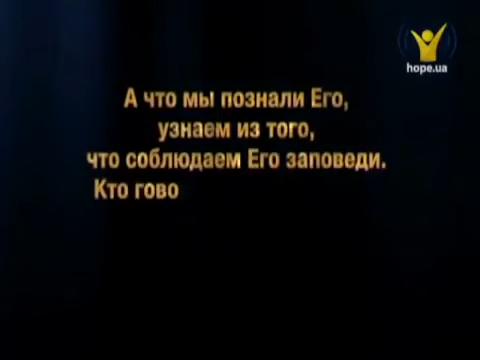 hope.ua
А что мы познали Его,
узнаем из того,
что соблюдаем Его заповеди.
Кто гово